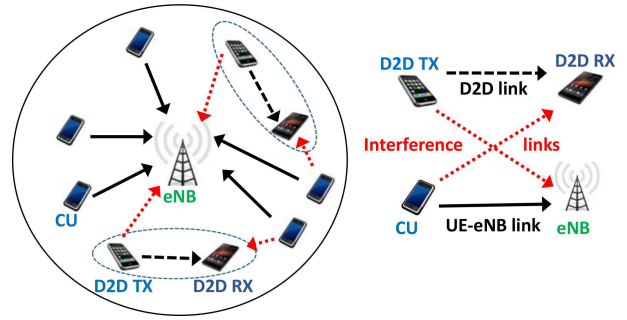 eNB
CU
D2D TX
D2D RX
D2D TX
D2D RX
D2D link
Interference links
CU
UE-eNB link
eNB